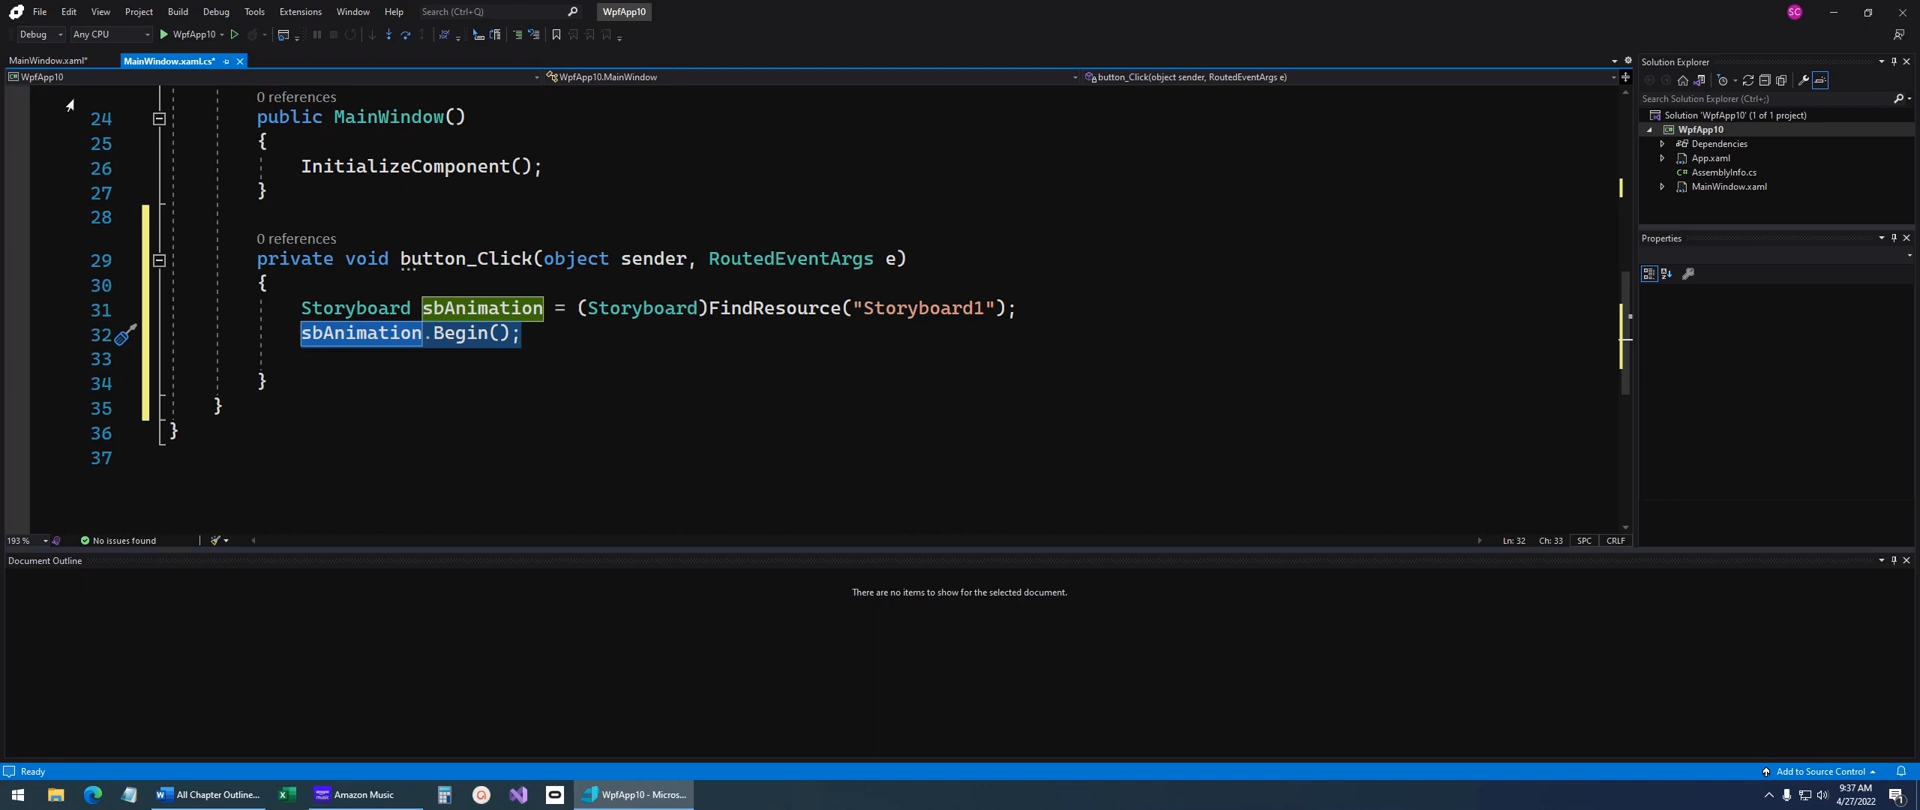 File Edit View Project Build Debug Tools Extensions Window Help Search (Ctrl+Q) WpfApp10 SC
Debug Any CPU WpfApp10
MainWindow.xaml* MainWindow.xaml.cs*
WpfApp10 WpfApp10.MainWindow button_Click(object sender, RoutedEventArgs e)
0 references
24 public MainWindow()
25 {
26 InitializeComponent();
27 }
28
0 references
29 private void button_Click(object sender, RoutedEventArgs e)
30 {
31 Storyboard sbAnimation = (Storyboard)FindResource("Storyboard1");
32 sbAnimation.Begin();
33
34 }
35 }
36 }
37
193 % No issues found Ln: 32 Ch: 33 SPC CRLF
Solution Explorer
Search Solution Explorer (Ctrl+;)
Solution 'WpfApp10' (1 of 1 project)
WpfApp10
Dependencies
App.xaml
C# AssemblyInfo.cs
MainWindow.xaml
Properties
Document Outline
There are no items to show for the selected document.
Ready Add to Source Control
All Chapter Outline... Amazon Music WpfApp10 - Micros...
9:37 AM
4/27/2022